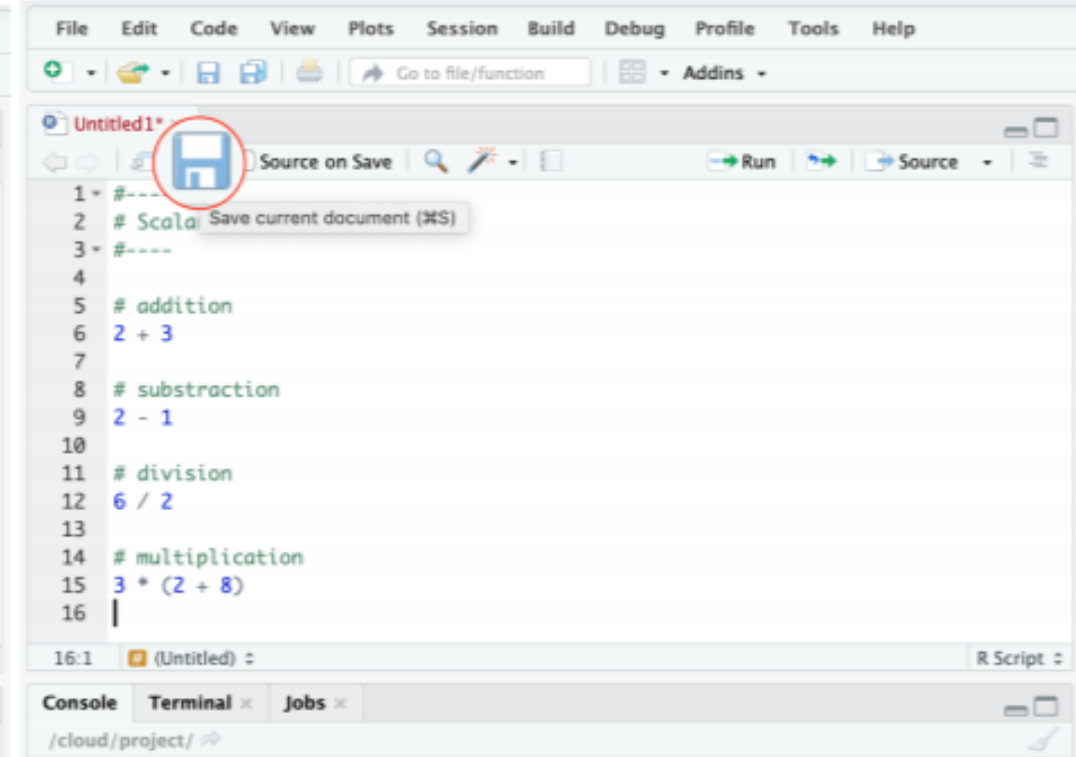 File Edit Code View Plots Session Build Debug Profile Tools Help
Go to file/function Addins
Untitled1*
Source on Save Run Source
1 #----
2 # Scala
Save current document (⌘S)
3 #----
4
5 # addition
6 2 + 3
7
8 # substraction
9 2 - 1
10
11 # division
12 6 / 2
13
14 # multiplication
15 3 * (2 + 8)
16
16:1 # (Untitled) R Script
Console Terminal Jobs
/cloud/project/